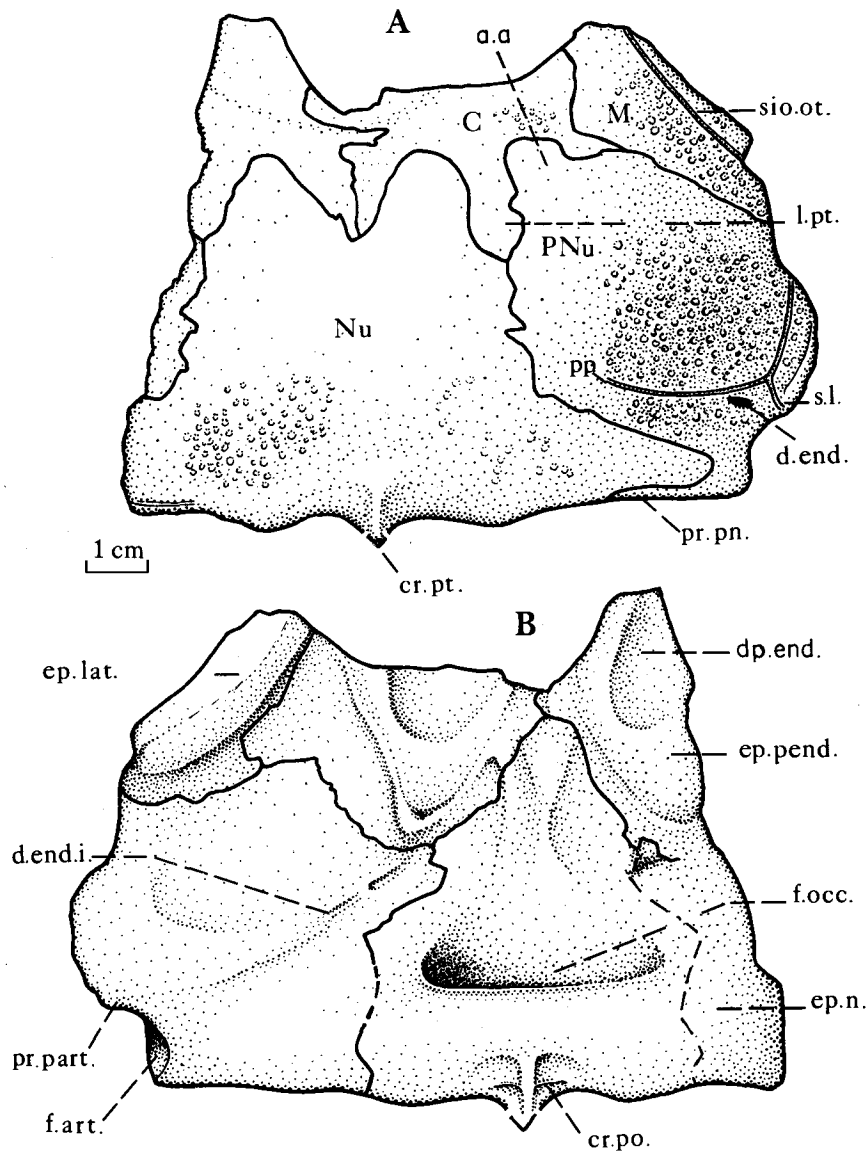 A
a.a
C
M
sio.ot.
l.pt.
PNu
Nu
pp
s.l.
d.end.
pr.pn.
1 cm
cr.pt.
B
ep.lat.
dp.end.
ep.pend.
d.end.i.
f.occ.
ep.n.
pr.part.
f.art.
cr.po.